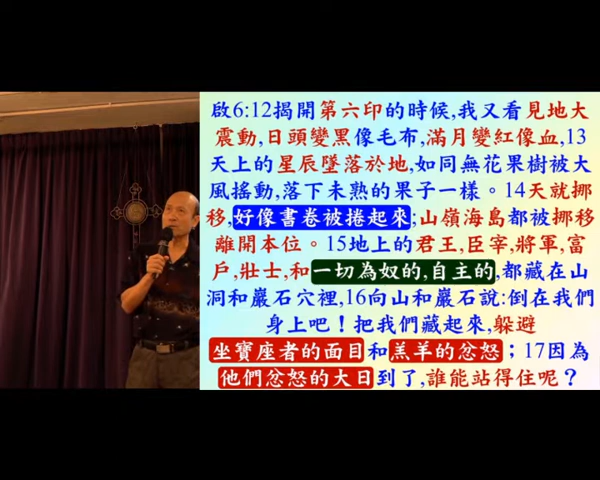 啟6:12揭開第六印的時候,我又看見地大
震動,日頭變黑像毛布,滿月變紅像血,13
天上的星辰墜落於地,如同無花果樹被大
風搖動,落下未熟的果子一樣。14天就挪
移,好像書卷被捲起來;山嶺海島都被挪移
離開本位。15地上的君王,臣宰,將軍,富
戶,壯士,和一切為奴的,自主的,都藏在山
洞和巖石穴裡,16向山和巖石說:倒在我們
身上吧！把我們藏起來,躲避
坐寶座者的面目和羔羊的忿怒；17因為
他們忿怒的大日到了,誰能站得住呢？